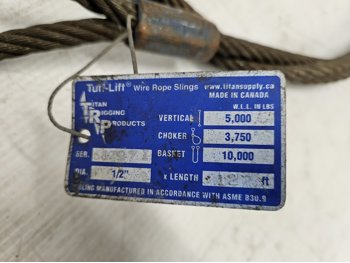 Tuff-Lift® Wire Rope Slings www.titansupply.ca
MADE IN CANADA
W.L.L. IN LBS
TITAN
RIGGING
PRODUCTS
VERTICAL 5,000
CHOKER 3,750
BASKET 10,000
SER.
DIA. 1/2" x LENGTH ft
SLING MANUFACTURED IN ACCORDANCE WITH ASME B30.9